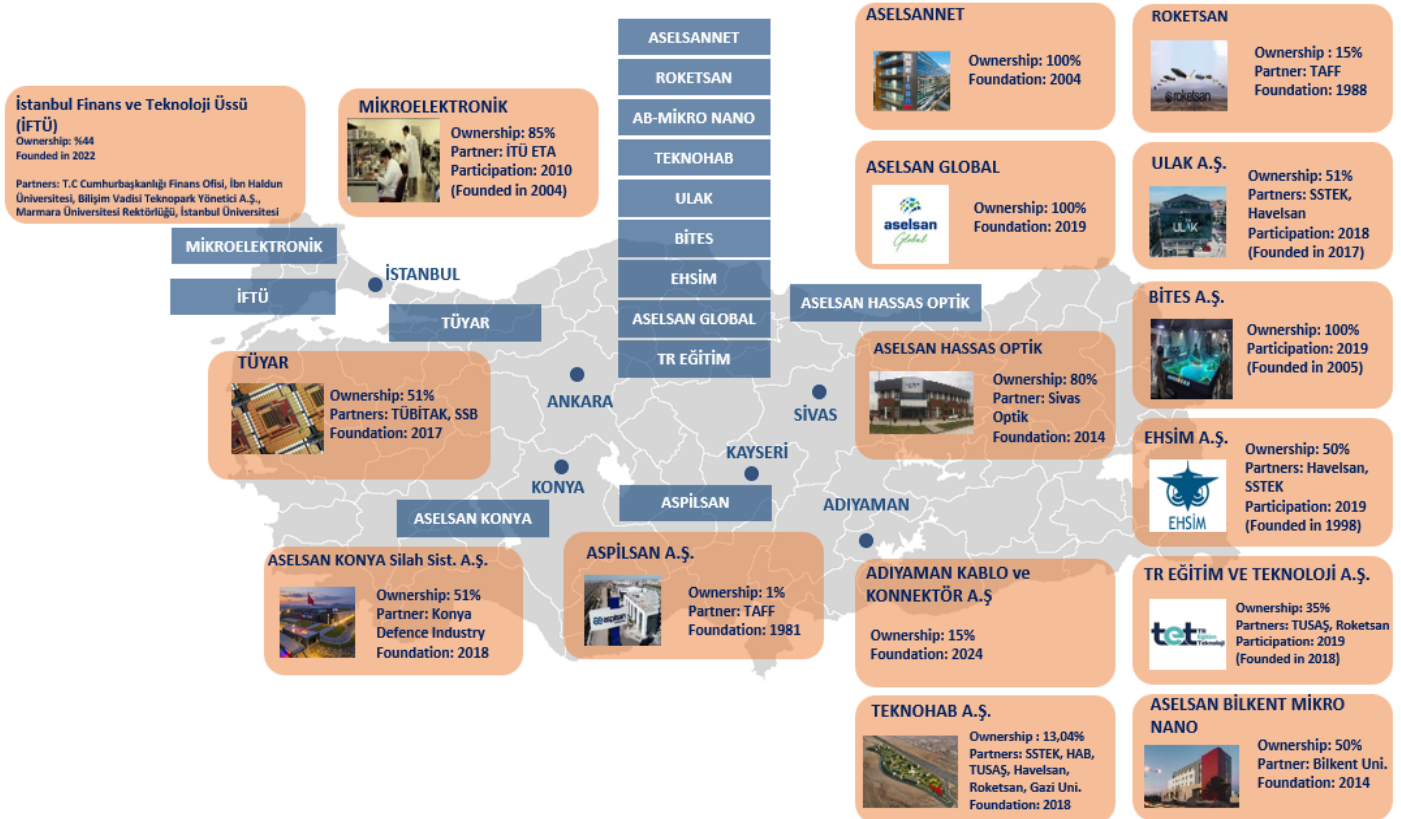 İstanbul Finans ve Teknoloji Üssü
(İFTÜ)
Ownership: %44
Founded in 2022
Partners: T.C Cumhurbaşkanlığı Finans Ofisi, İbn Haldun
Üniversitesi, Bilişim Vadisi Teknopark Yönetici A.Ş.,
Marmara Üniversitesi Rektörlüğü, İstanbul Üniversitesi
MİKROELEKTRONİK
Ownership: 85%
Partner: İTÜ ETA
Participation: 2010
(Founded in 2004)
ASELSANNET
ROKETSAN
AB-MİKRO NANO
TEKNOHAB
ULAK
BİTES
EHSİM
ASELSAN GLOBAL
TR EĞİTİM
ASELSANNET
Ownership: 100%
Foundation: 2004
ROKETSAN
roketsan
Ownership : 15%
Partner: TAFF
Foundation: 1988
ASELSAN GLOBAL
aselsan
Global
Ownership: 100%
Foundation: 2019
ULAK A.Ş.
ULAK
Ownership: 51%
Partners: SSTEK,
Havelsan
Participation: 2018
(Founded in 2017)
MİKROELEKTRONİK
İFTÜ
İSTANBUL
TÜYAR
ASELSAN HASSAS OPTİK
BİTES A.Ş.
Ownership: 100%
Participation: 2019
(Founded in 2005)
TÜYAR
Ownership: 51%
Partners: TÜBİTAK, SSB
Foundation: 2017
ANKARA
SİVAS
ASELSAN HASSAS OPTİK
Ownership: 80%
Partner: Sivas
Optik
Foundation: 2014
EHSİM A.Ş.
EHSİM
Ownership: 50%
Partners: Havelsan,
SSTEK
Participation: 2019
(Founded in 1998)
KONYA
KAYSERİ
ASELSAN KONYA
ASPİLSAN
ADIYAMAN
ASELSAN KONYA Silah Sist. A.Ş.
Ownership: 51%
Partner: Konya
Defence Industry
Foundation: 2018
ASPİLSAN A.Ş.
aspilsan
Ownership: 1%
Partner: TAFF
Foundation: 1981
ADIYAMAN KABLO ve
KONNEKTÖR A.Ş
Ownership: 15%
Foundation: 2024
TR EĞİTİM VE TEKNOLOJİ A.Ş.
tet TR
Eğitim
Teknoloji
Ownership: 35%
Partners: TUSAŞ, Roketsan
Participation: 2019
(Founded in 2018)
TEKNOHAB A.Ş.
Ownership : 13,04%
Partners: SSTEK, HAB,
TUSAŞ, Havelsan,
Roketsan, Gazi Uni.
Foundation: 2018
ASELSAN BİLKENT MİKRO
NANO
Ownership: 50%
Partner: Bilkent Uni.
Foundation: 2014